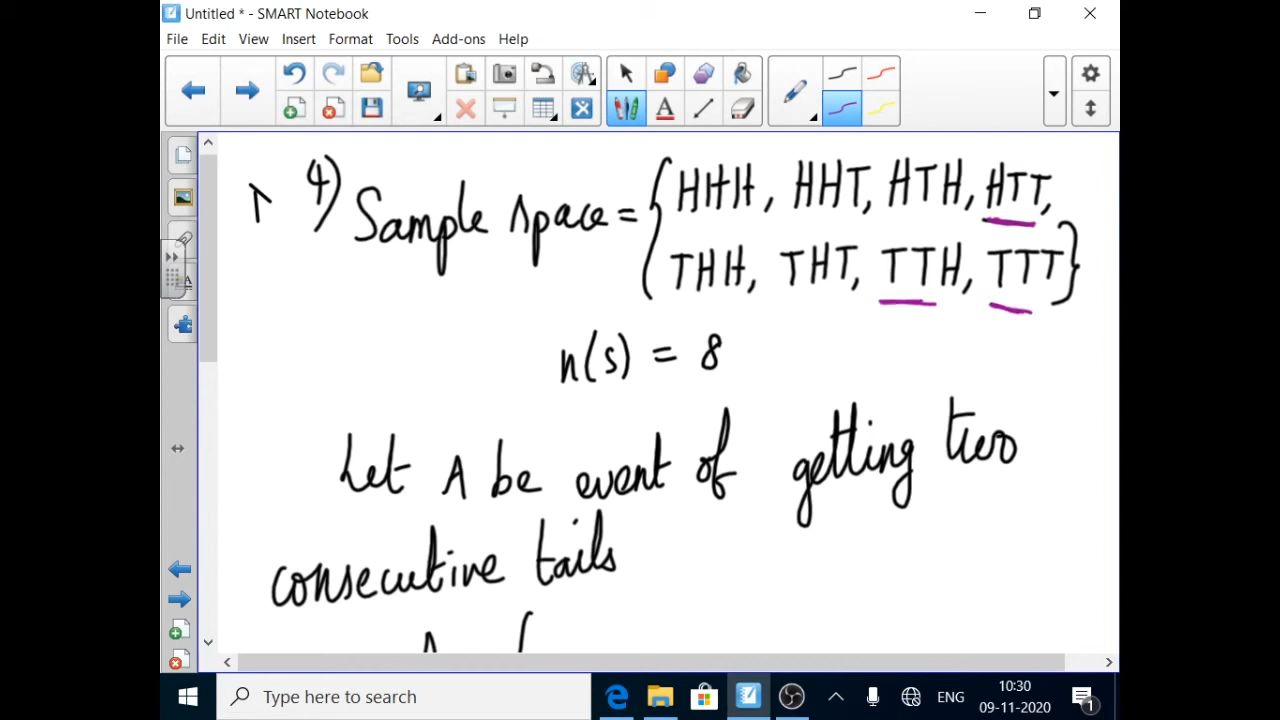 Untitled * - SMART Notebook
File Edit View Insert Format Tools Add-ons Help
4) Sample space = { HHH, HHT, HTH, HTT,
THH, THT, TTH, TTT }
n(s) = 8
Let A be event of getting two
consecutive tails
Type here to search
ENG
10:30
09-11-2020
1